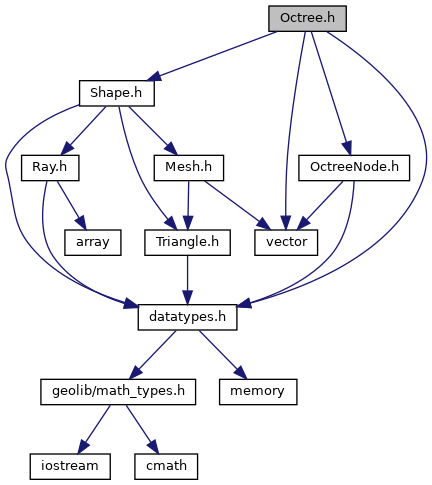 Octree.h
Shape.h
Ray.h
Mesh.h
OctreeNode.h
array
Triangle.h
vector
datatypes.h
geolib/math_types.h
memory
iostream
cmath